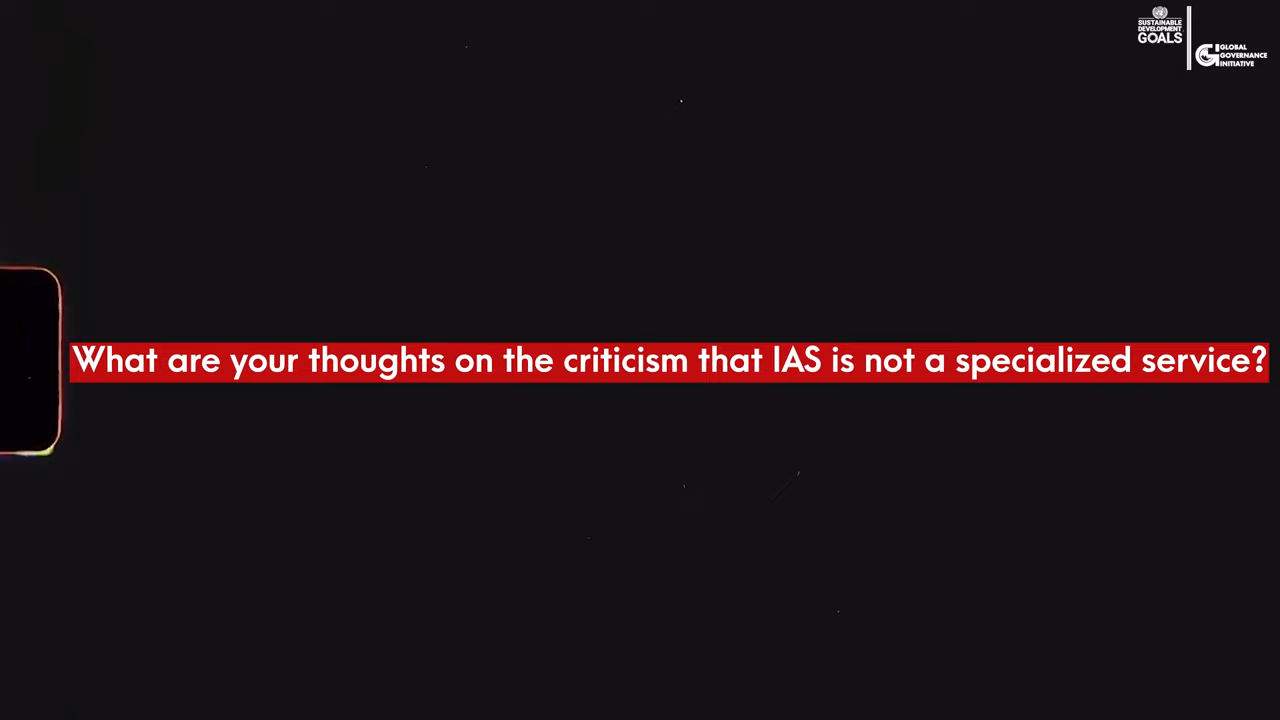 SUSTAINABLE
DEVELOPMENT
GOALS
GLOBAL
GOVERNANCE
INITIATIVE
What are your thoughts on the criticism that IAS is not a specialized service?